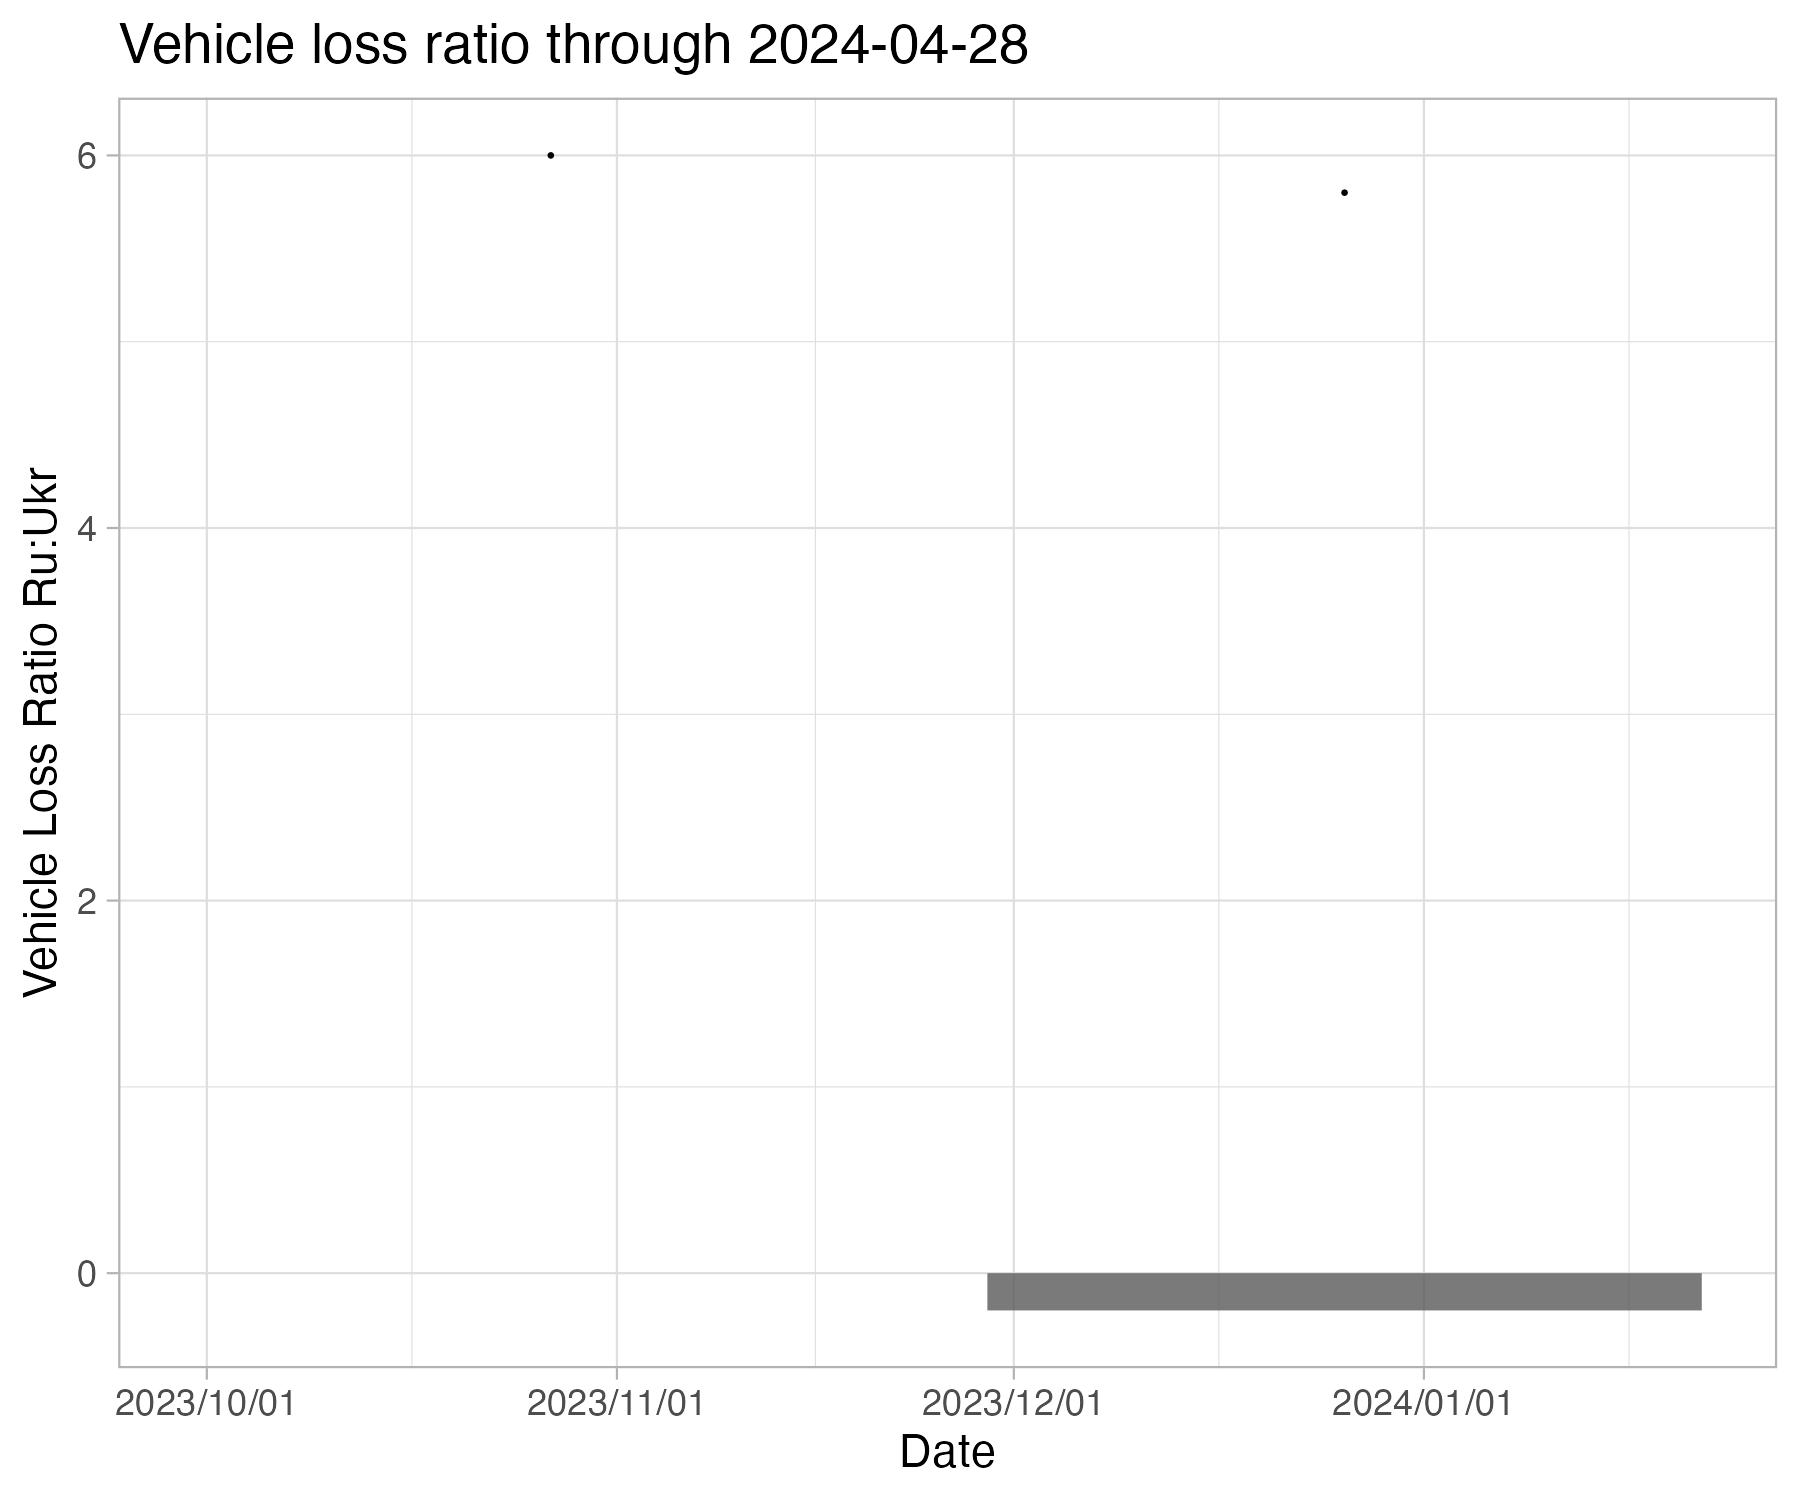 Vehicle loss ratio through 2024-04-28
Vehicle Loss Ratio Ru:Ukr
6
4
2
0
2023/10/01
2023/11/01
2023/12/01
2024/01/01
Date